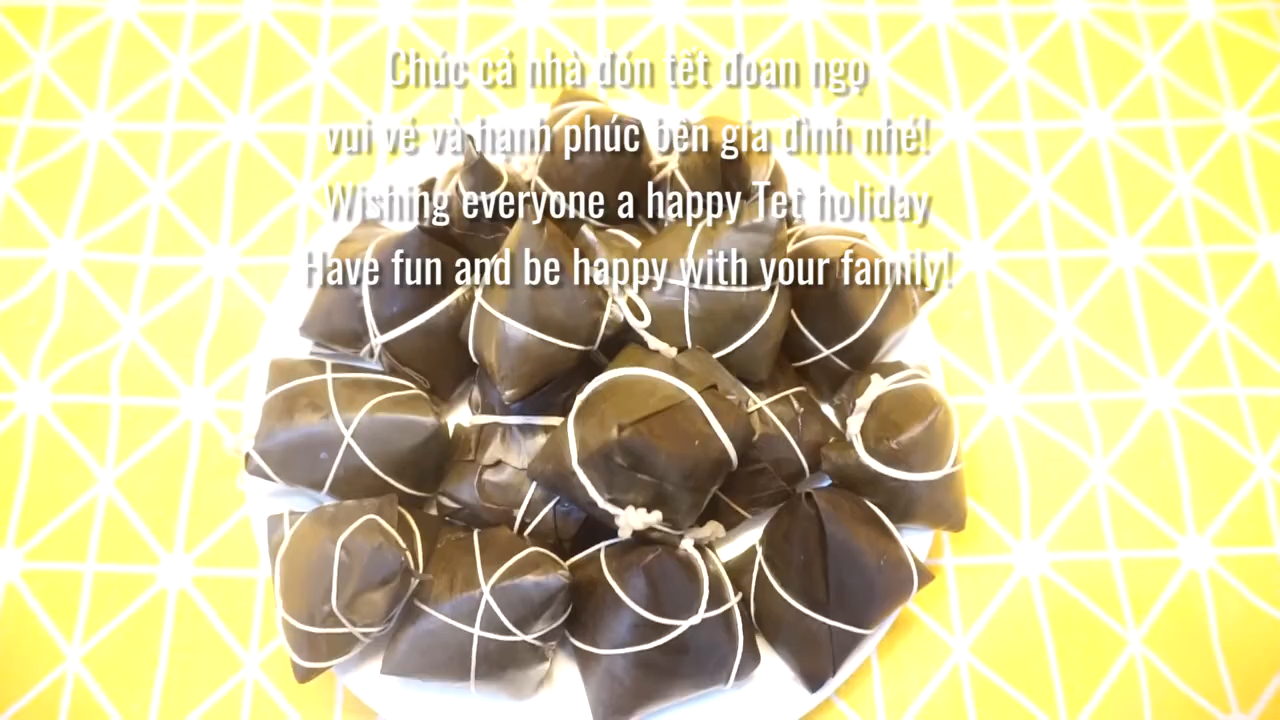 Chúc cả nhà đón tết đoan ngọ
vui vẻ và hạnh phúc bên gia đình nhé!
Wishing everyone a happy Tet holiday
Have fun and be happy with your family!